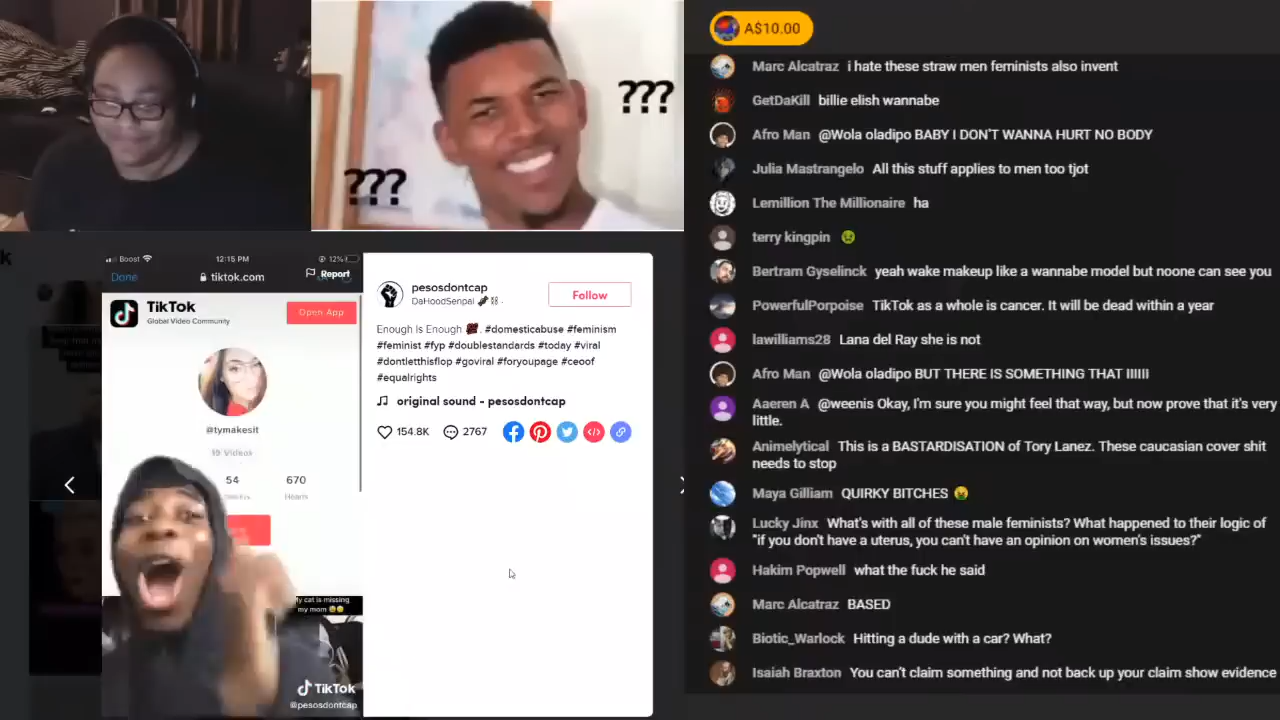 ???
???
A$10.00
Marc Alcatraz i hate these straw men feminists also invent
GetDaKill billie elish wannabe
Afro Man @Wola oladipo BABY I DON'T WANNA HURT NO BODY
Julia Mastrangelo All this stuff applies to men too tjot
Lemillion The Millionaire ha
terry kingpin
Bertram Gyselinck yeah wake makeup like a wannabe model but noone can see you
PowerfulPorpoise TikTok as a whole is cancer. It will be dead within a year
lawilliams28 Lana del Ray she is not
Afro Man @Wola oladipo BUT THERE IS SOMETHING THAT IIIIII
Aaeren A @weenis Okay, I'm sure you might feel that way, but now prove that it's very
little.
Animelytical This is a BASTARDISATION of Tory Lanez. These caucasian cover shit
needs to stop
Maya Gilliam QUIRKY BITCHES
Lucky Jinx What's with all of these male feminists? What happened to their logic of
"if you don't have a uterus, you can't have an opinion on women's issues?"
Hakim Popwell what the fuck he said
Marc Alcatraz BASED
Biotic_Warlock Hitting a dude with a car? What?
Isaiah Braxton You can't claim something and not back up your claim show evidence
k
Boost 12:15 PM 12%
Done tiktok.com Report
TikTok
Global Video Community
Open App
@tymakesit
19 Videos
54 670
Hearts
My cat is missing
my mom
TikTok
@pesosdontcap
pesosdontcap
DaHoodSenpai
Follow
Enough Is Enough . #domesticabuse #feminism
#feminist #fyp #doublestandards #today #viral
#dontletthisflop #goviral #foryoupage #ceoof
#equalrights
original sound - pesosdontcap
154.8K 2767